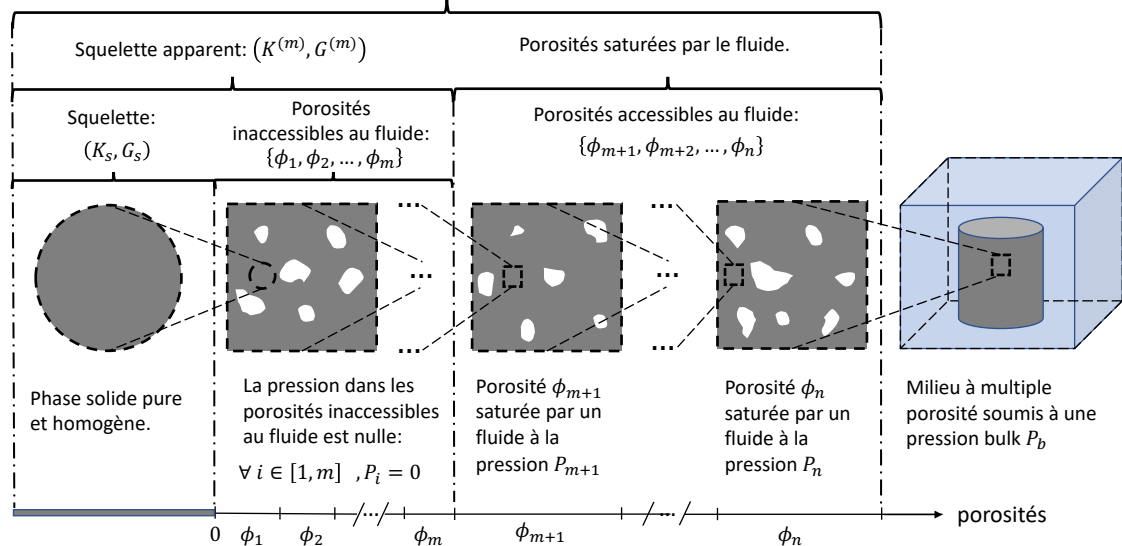 Squelette apparent: (K^(m), G^(m))
Porosités saturées par le fluide.
Squelette:
(K_s, G_s)
Porosités
inaccessibles au fluide:
{ϕ_1, ϕ_2, … , ϕ_m}
Porosités accessibles au fluide:
{ϕ_{m+1}, ϕ_{m+2}, … , ϕ_n}
...
...
...
...
...
...
Phase solide pure
et homogène.
La pression dans les
porosités inaccessibles
au fluide est nulle:
∀ i ∈ [1, m] , P_i = 0
Porosité ϕ_{m+1}
saturée par un
fluide à la
pression P_{m+1}
Porosité ϕ_n
saturée par un
fluide à la
pression P_n
Milieu à multiple
porosité soumis à une
pression bulk P_b
0 ϕ_1 ϕ_2 /.../ ϕ_m ϕ_{m+1} /.../ ϕ_n porosités